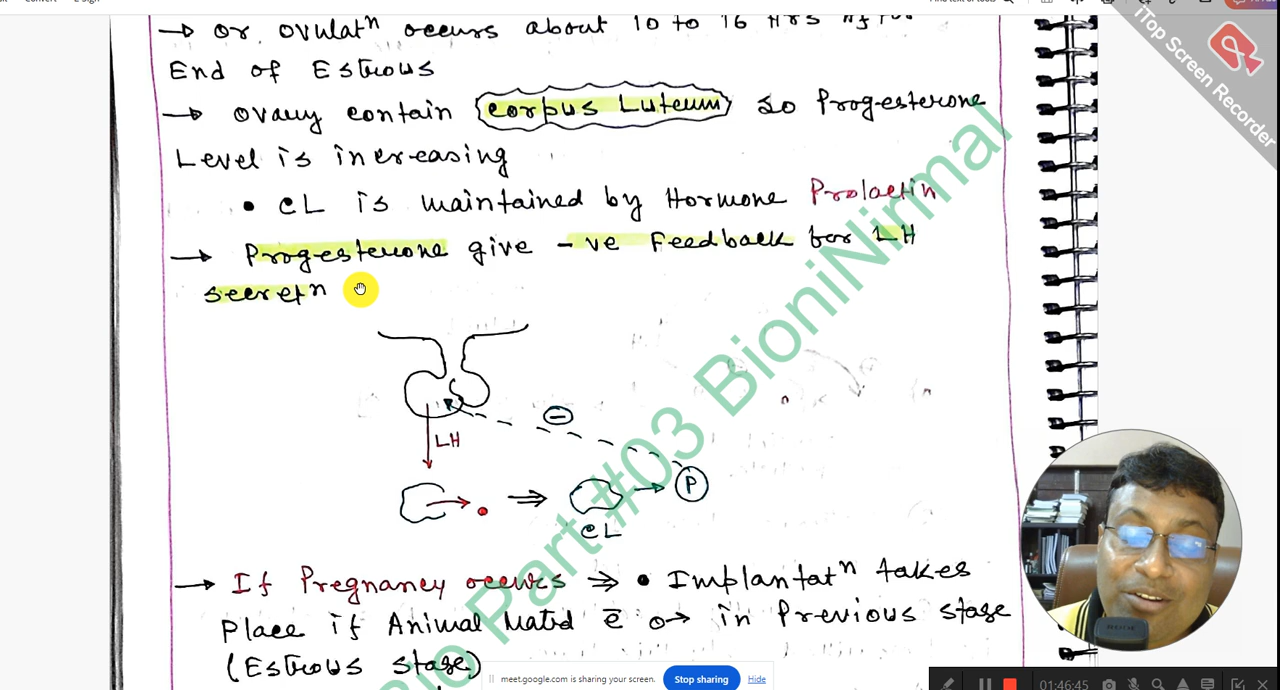 → or ovulatⁿ occurs about 10 to 16 Hrs After
End of Estrous
→ ovary contain corpus Luteum so Progesterone
Level is increasing
• CL is maintained by Hormone Prolactin
→ Progesterone give -ve Feedback for LH
secretⁿ
⊖
LH
P
CL
→ If Pregnancy occurs ⇒ • Implantatⁿ takes
Place if Animal Mated c̄ ♂ in Previous stage
(Estrous stage)
Part #03 BioniNirmal
iTop Screen Recorder
RODE
meet.google.com is sharing your screen.
Stop sharing
Hide
01:46:45